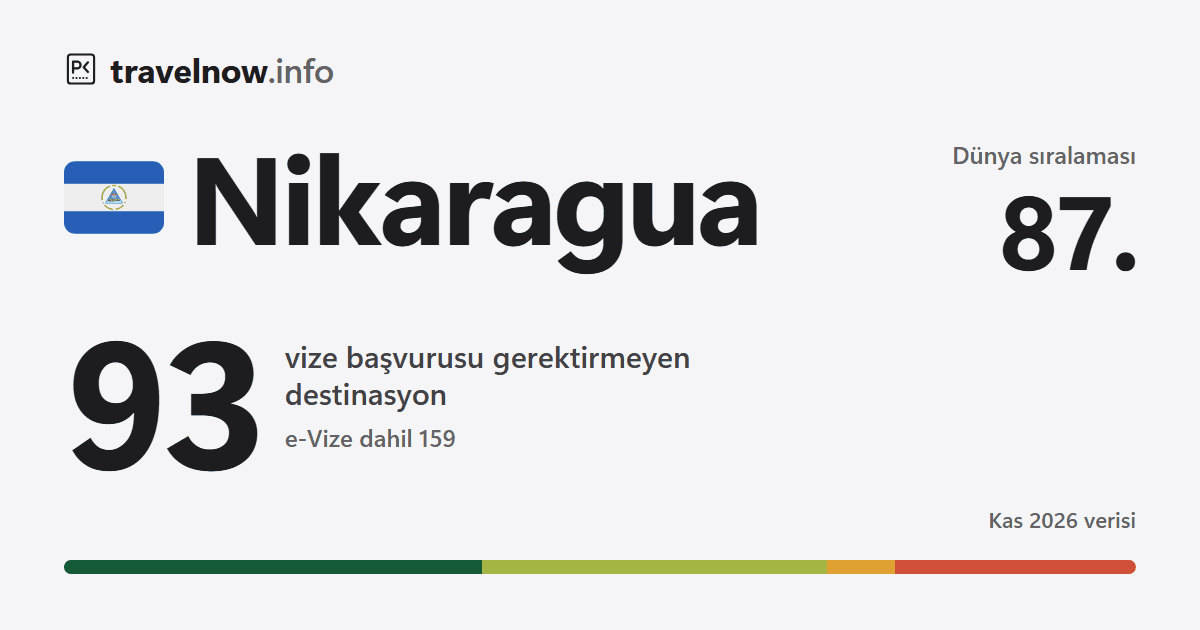 travelnow.info
Nikaragua
Dünya sıralaması
87.
93
vize başvurusu gerektirmeyen
destinasyon
e-Vize dahil 159
Kas 2026 verisi